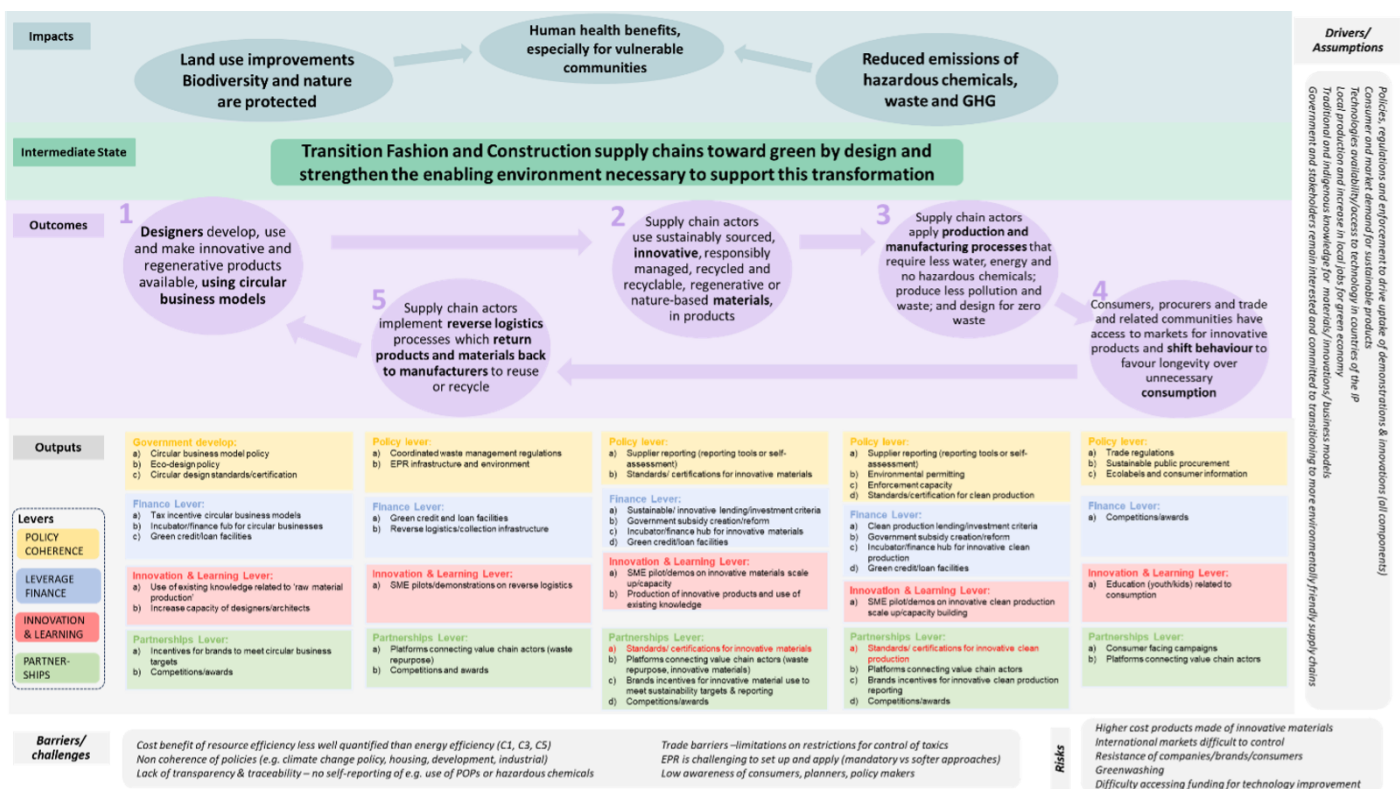 Impacts
Land use improvements
Biodiversity and nature
are protected
Human health benefits,
especially for vulnerable
communities
Reduced emissions of
hazardous chemicals,
waste and GHG
Drivers/
Assumptions
Policies, regulations and enforcement to drive uptake of demonstrations & innovations (all components)
Consumer and market demand for sustainable products
Technologies availability/access to technology in countries of the IP
Local production and increase in local jobs for green economy
Traditional and indigenous knowledge for materials/ innovations/ business models
Government and stakeholders remain interested and committed to transitioning to more environmentally friendly supply chains
Intermediate State
Transition Fashion and Construction supply chains toward green by design and
strengthen the enabling environment necessary to support this transformation
Outcomes
1
Designers develop, use
and make innovative and
regenerative products
available, using circular
business models
2
Supply chain actors
use sustainably sourced,
innovative, responsibly
managed, recycled and
recyclable, regenerative or
nature-based materials,
in products
3
Supply chain actors
apply production and
manufacturing processes that
require less water, energy and
no hazardous chemicals;
produce less pollution and
waste; and design for zero
waste
4
Consumers, procurers and trade
and related communities have
access to markets for innovative
products and shift behaviour to
favour longevity over
unnecessary
consumption
5
Supply chain actors
implement reverse logistics
processes which return
products and materials back
to manufacturers to reuse
or recycle
Outputs
Levers
POLICY
COHERENCE
LEVERAGE
FINANCE
INNOVATION
& LEARNING
PARTNER-
SHIPS
Government develop:
a) Circular business model policy
b) Eco-design policy
c) Circular design standards/certification
Finance Lever:
a) Tax incentive circular business models
b) Incubator/finance fub for circular businesses
c) Green credit/loan facilities
Innovation & Learning Lever:
a) Use of existing knowledge related to 'raw material
production'
b) Increase capacity of designers/architects
Partnerships Lever:
a) Incentives for brands to meet circular business
targets
b) Competitions/awards
Policy lever:
a) Coordinated waste management regulations
b) EPR infrastructure and environment
Finance Lever:
a) Green credit and loan facilities
b) Reverse logistics/collection infrastructure
Innovation & Learning Lever:
a) SME pilots/demonstrations on reverse logistics
Partnerships Lever:
a) Platforms connecting value chain actors (waste
repurpose)
b) Competitions and awards
Policy lever:
a) Supplier reporting (reporting tools or self-
assessment)
b) Standards/ certifications for innovative materials
Finance Lever:
a) Sustainable/ innovative lending/investment criteria
b) Government subsidy creation/reform
c) Incubator/finance hub for innovative materials
d) Green credit/loan facilities
Innovation & Learning Lever:
a) SME pilot/demos on innovative materials scale
up/capacity
b) Production of innovative products and use of
existing knowledge
Partnerships Lever:
a) Standards/ certifications for innovative materials
b) Platforms connecting value chain actors (waste
repurpose, innovative materials)
c) Brands incentives for innovative material use to
meet sustainability targets & reporting
d) Competitions/awards
Policy lever:
a) Supplier reporting (reporting tools or self-
assessment)
b) Environmental permitting
c) Enforcement capacity
d) Standards/certification for clean production
Finance Lever:
a) Clean production lending/investment criteria
b) Government subsidy creation/reform
c) Incubator/finance hub for innovative clean
production
d) Green credit/loan facilities
Innovation & Learning Lever:
a) SME pilot/demos on innovative clean production
scale up/capacity building
Partnerships Lever:
a) Standards/ certifications for innovative clean
production
b) Platforms connecting value chain actors
c) Brands incentives for innovative clean production
reporting
d) Competitions/awards
Policy lever:
a) Trade regulations
b) Sustainable public procurement
c) Ecolabels and consumer information
Finance Lever:
a) Competitions/awards
Innovation & Learning Lever:
a) Education (youth/kids) related to
consumption
Partnerships Lever:
a) Consumer facing campaigns
b) Platforms connecting value chain actors
Barriers/
challenges
Cost benefit of resource efficiency less well quantified than energy efficiency (C1, C3, C5)
Non coherence of policies (e.g. climate change policy, housing, development, industrial)
Lack of transparency & traceability – no self-reporting of e.g. use of POPs or hazardous chemicals
Trade barriers –limitations on restrictions for control of toxics
EPR is challenging to set up and apply (mandatory vs softer approaches)
Low awareness of consumers, planners, policy makers
Risks
Higher cost products made of innovative materials
International markets difficult to control
Resistance of companies/brands/consumers
Greenwashing
Difficulty accessing funding for technology improvement